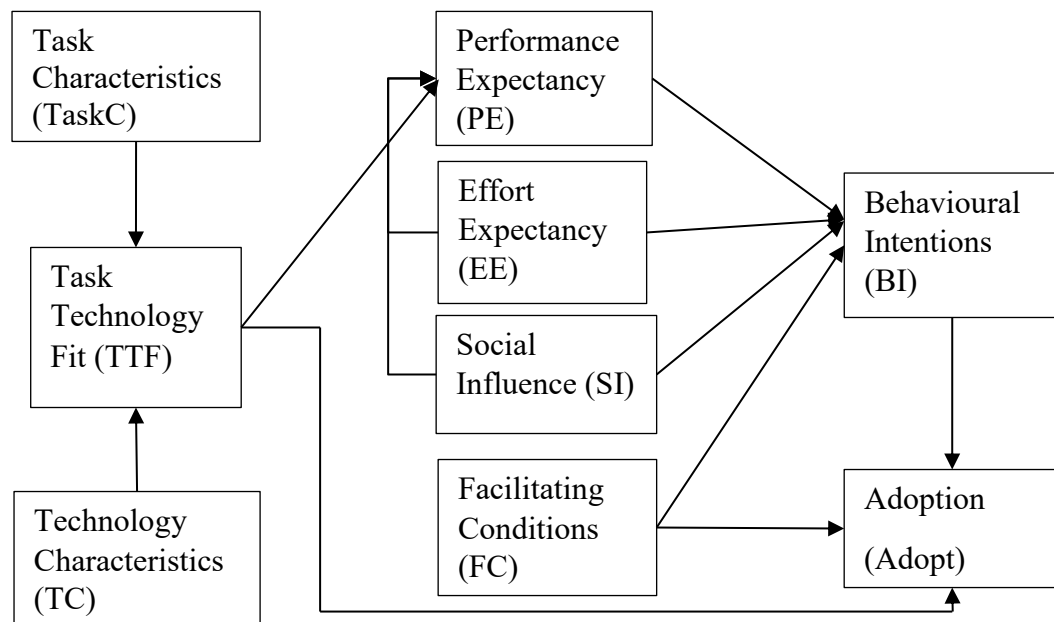 Task
Characteristics
(TaskC)
Task
Technology
Fit (TTF)
Technology
Characteristics
(TC)
Performance
Expectancy
(PE)
Effort
Expectancy
(EE)
Social
Influence (SI)
Facilitating
Conditions
(FC)
Behavioural
Intentions
(BI)
Adoption
(Adopt)